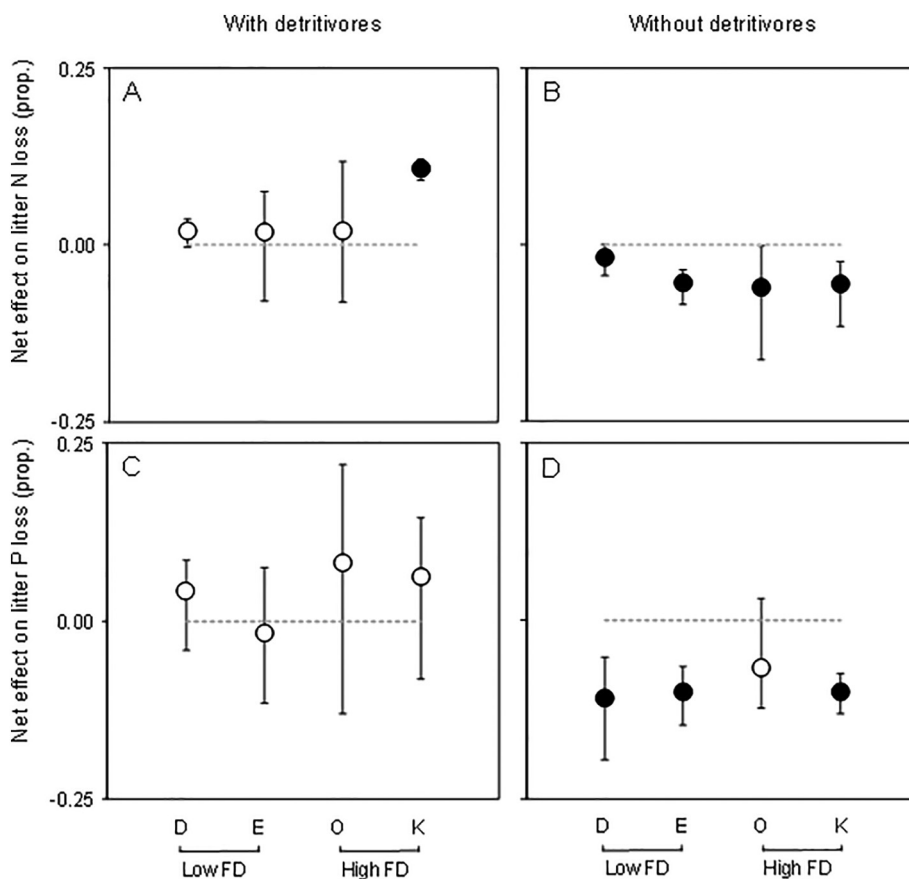 With detritivores Without detritivores
Net effect on litter N loss (prop.)
0.25
0.00
-0.25
A
B
Net effect on litter P loss (prop.)
0.25
0.00
-0.25
C
D
D E O K D E O K
Low FD High FD Low FD High FD